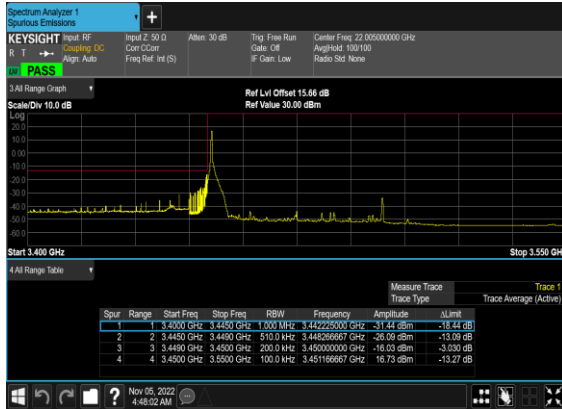 Spectrum Analyzer 1
Spurious Emissions
KEYSIGHT Input: RF Input Z: 50 Ω Atten: 30 dB Trig: Free Run Center Freq: 22.005000000 GHz
R T Coupling: DC Corr CCorr Gate: Off Avg|Hold: 100/100
Align: Auto Freq Ref: Int (S) IF Gain: Low Radio Std: None
PASS
3 All Range Graph Ref Lvl Offset 15.66 dB
Scale/Div 10.0 dB Ref Value 30.00 dBm
Log
20.0
10.0
0.00
-10.0
-20.0
-30.0
-40.0
-50.0
-60.0
Start 3.400 GHz Stop 3.550 GH
4 All Range Table
Measure Trace Trace 1
Trace Type Trace Average (Active)
Spur Range Start Freq Stop Freq RBW Frequency Amplitude ΔLimit
1 1 3.4000 GHz 3.4450 GHz 1.000 MHz 3.442225000 GHz -31.44 dBm -18.44 dB
2 2 3.4450 GHz 3.4490 GHz 510.0 kHz 3.448266667 GHz -26.09 dBm -13.09 dB
3 3 3.4490 GHz 3.4500 GHz 200.0 kHz 3.450000000 GHz -16.03 dBm -3.030 dB
4 4 3.4500 GHz 3.5500 GHz 100.0 kHz 3.451166667 GHz 16.73 dBm -13.27 dB
? Nov 05, 2022
4:48:02 AM